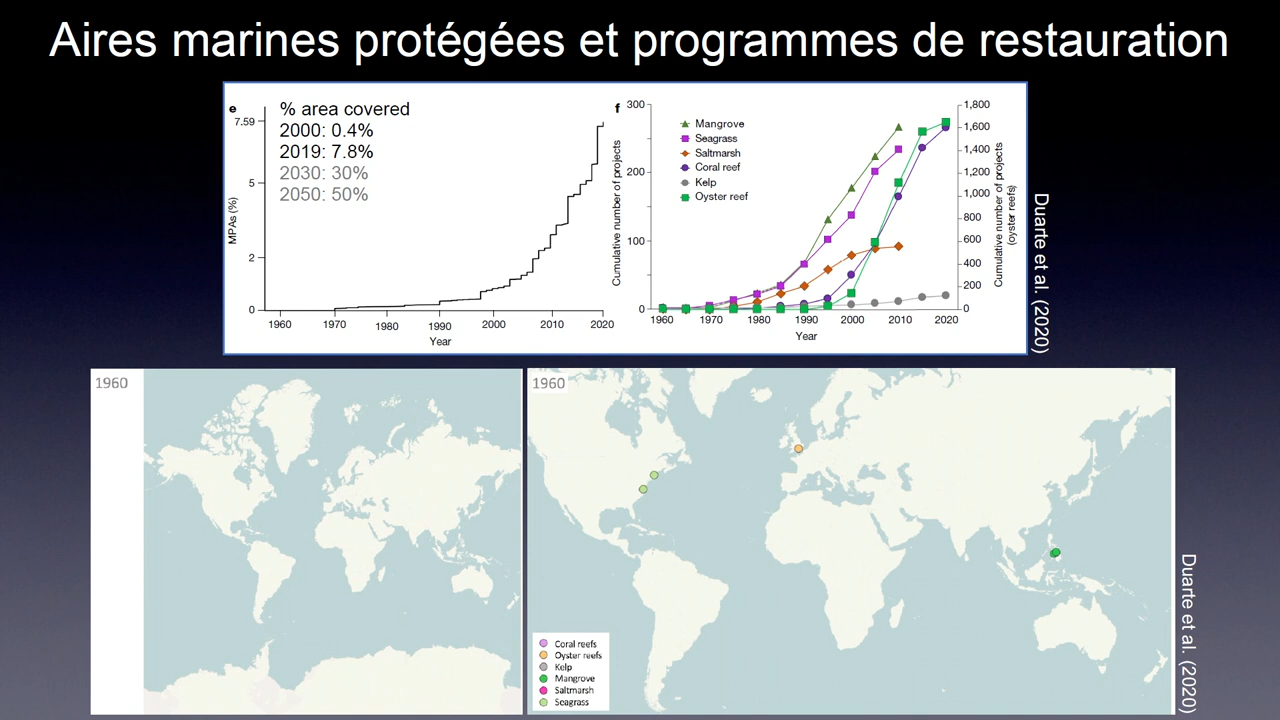 Aires marines protégées et programmes de restauration
e
% area covered
2000: 0.4%
2019: 7.8%
2030: 30%
2050: 50%
7.59
5
2
0
MPAs (%)
1960 1970 1980 1990 2000 2010 2020
Year
f
Mangrove
Seagrass
Saltmarsh
Coral reef
Kelp
Oyster reef
300
200
100
0
Cumulative number of projects
1,800
1,600
1,400
1,200
1,000
800
600
400
200
0
Cumulative number of projects
(oyster reefs)
1960 1970 1980 1990 2000 2010 2020
Year
Duarte et al. (2020)
1960
1960
Coral reefs
Oyster reefs
Kelp
Mangrove
Saltmarsh
Seagrass
Duarte et al. (2020)